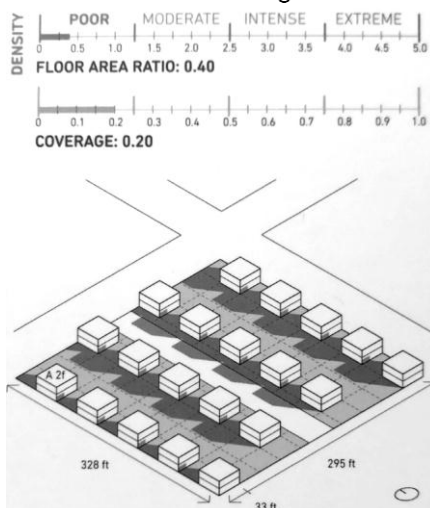 DENSITY
POOR MODERATE INTENSE EXTREME
0 0.5 1.0 1.5 2.0 2.5 3.0 3.5 4.0 4.5 5.0
FLOOR AREA RATIO: 0.40
0 0.1 0.2 0.3 0.4 0.5 0.6 0.7 0.8 0.9 1.0
COVERAGE: 0.20
A 2f
328 ft
295 ft
33 ft